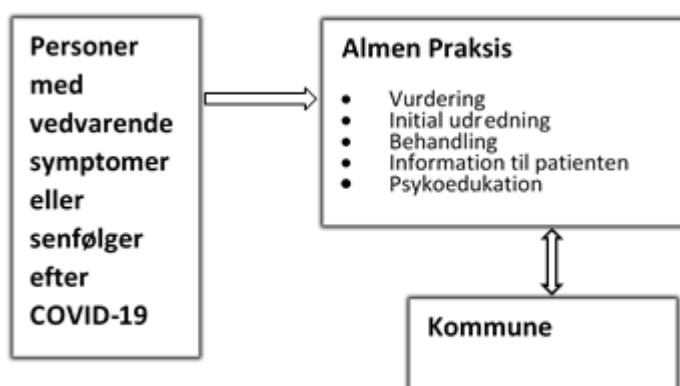 Personer
med
vedvarende
symptomer
eller
senfølger
efter
COVID-19
Almen Praksis
• Vurdering
• Initial udredning
• Behandling
• Information til patienten
• Psykoedukation
Kommune